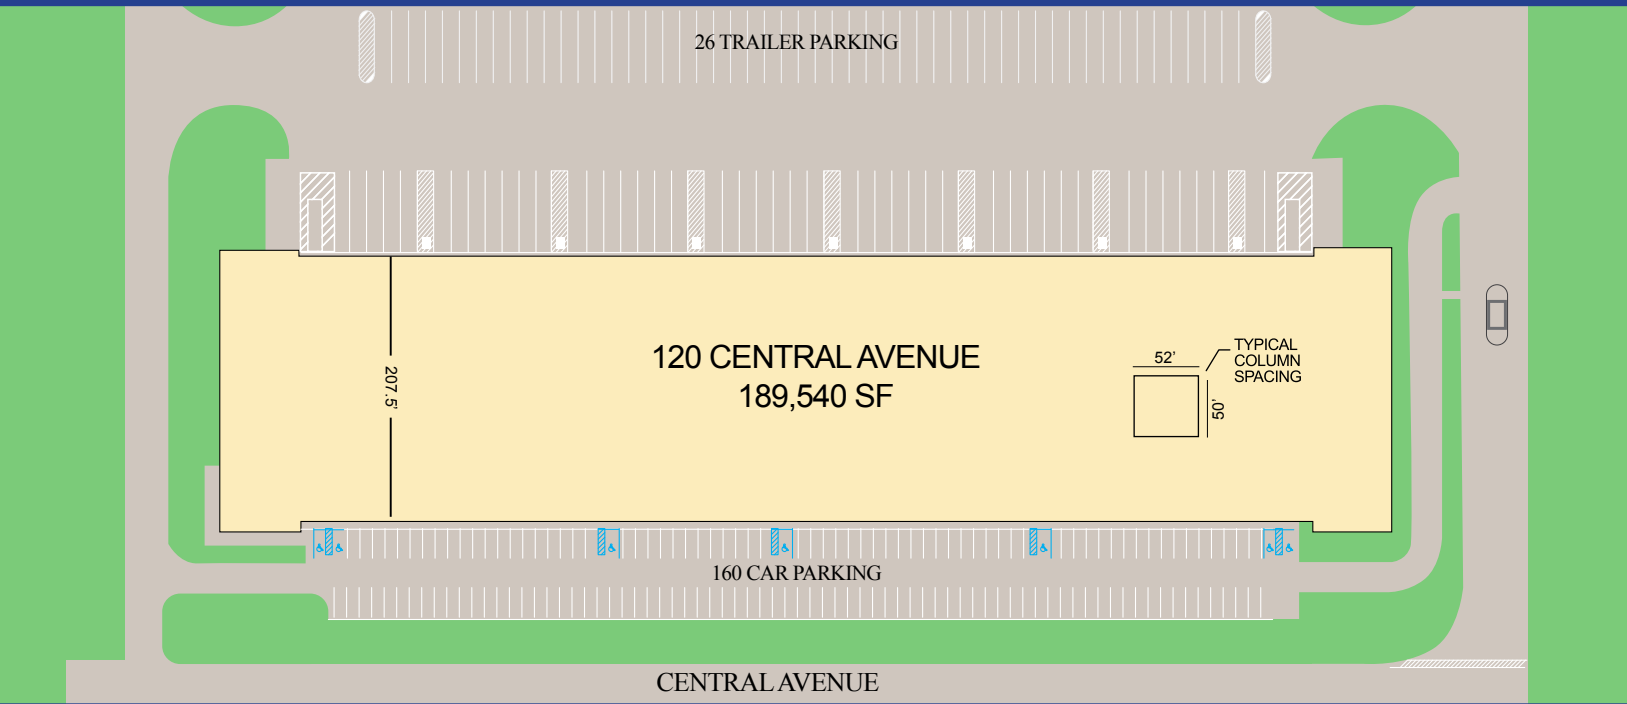 26 TRAILER PARKING
207.5'
120 CENTRAL AVENUE
189,540 SF
52'
50'
TYPICAL
COLUMN
SPACING
160 CAR PARKING
CENTRAL AVENUE